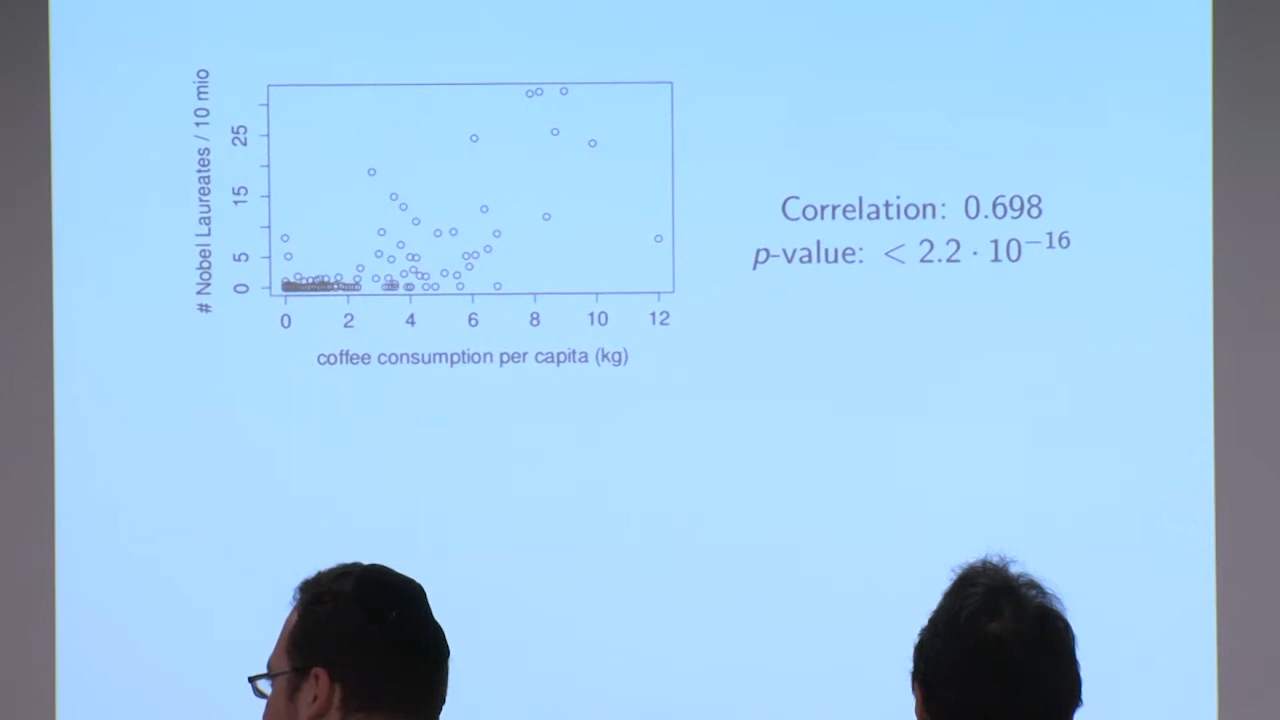 # Nobel Laureates / 10 mio
25
15
5
0
0 2 4 6 8 10 12
coffee consumption per capita (kg)
Correlation: 0.698
p-value: < 2.2 · 10⁻¹⁶